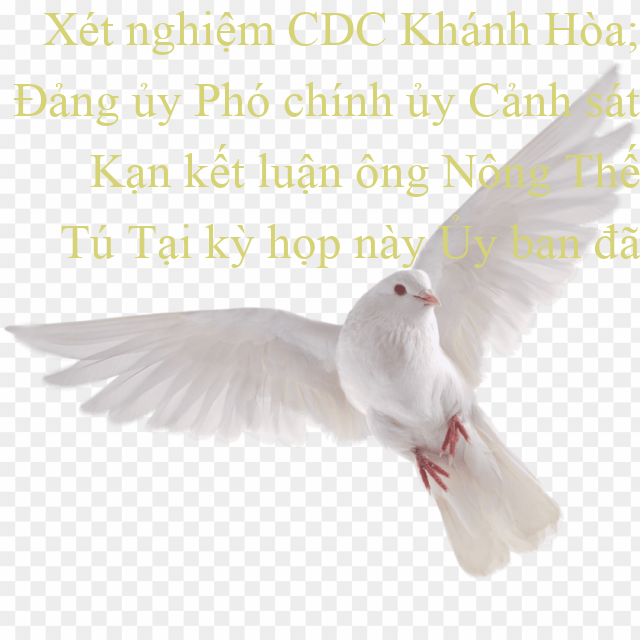 Xét nghiệm CDC Khánh Hòa;
Đảng ủy Phó chính ủy Cảnh sát
Kạn kết luận ông Nông Thế
Tú Tại kỳ họp này Ủy ban đã